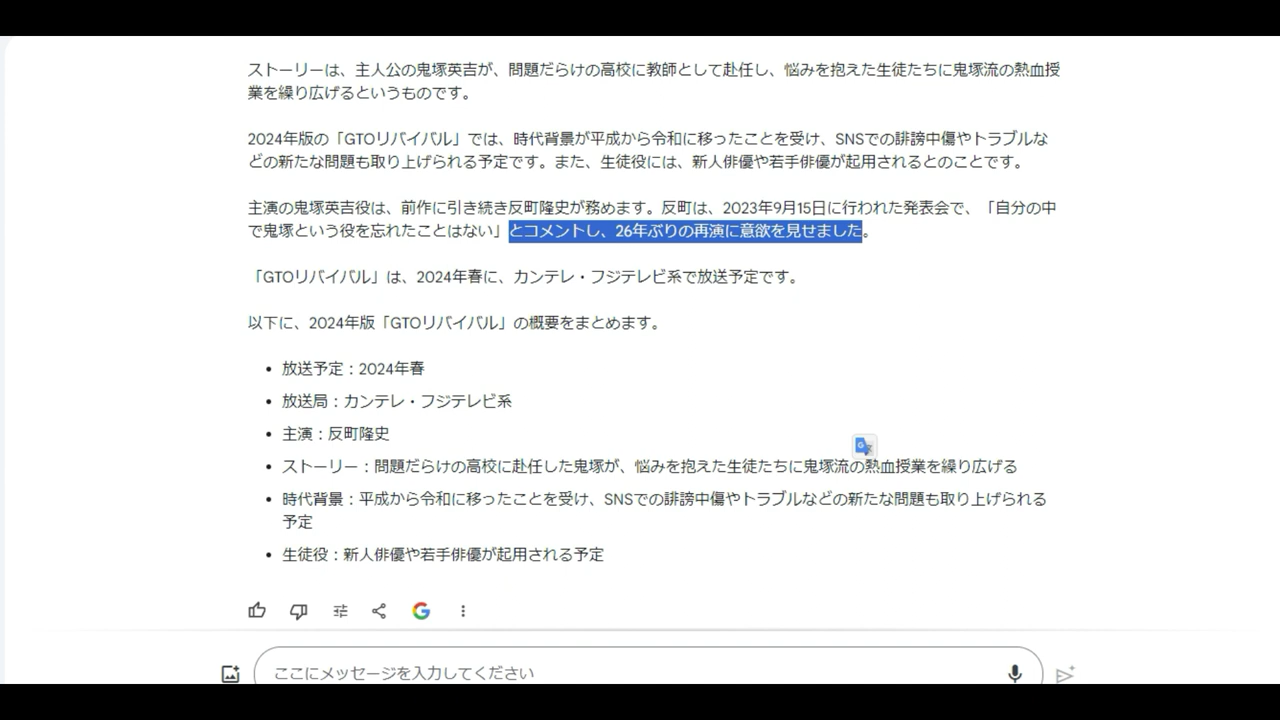 ストーリーは、主人公の鬼塚英吉が、問題だらけの高校に教師として赴任し、悩みを抱えた生徒たちに鬼塚流の熱血授
業を繰り広げるというものです。
2024年版の「GTOリバイバル」では、時代背景が平成から令和に移ったことを受け、SNSでの誹謗中傷やトラブルな
どの新たな問題も取り上げられる予定です。また、生徒役には、新人俳優や若手俳優が起用されるとのことです。
主演の鬼塚英吉役は、前作に引き続き反町隆史が務めます。反町は、2023年9月15日に行われた発表会で、「自分の中
で鬼塚という役を忘れたことはない」とコメントし、26年ぶりの再演に意欲を見せました。
「GTOリバイバル」は、2024年春に、カンテレ・フジテレビ系で放送予定です。
以下に、2024年版「GTOリバイバル」の概要をまとめます。
• 放送予定：2024年春
• 放送局：カンテレ・フジテレビ系
• 主演：反町隆史
• ストーリー：問題だらけの高校に赴任した鬼塚が、悩みを抱えた生徒たちに鬼塚流の熱血授業を繰り広げる
• 時代背景：平成から令和に移ったことを受け、SNSでの誹謗中傷やトラブルなどの新たな問題も取り上げられる
予定
• 生徒役：新人俳優や若手俳優が起用される予定
ここにメッセージを入力してください